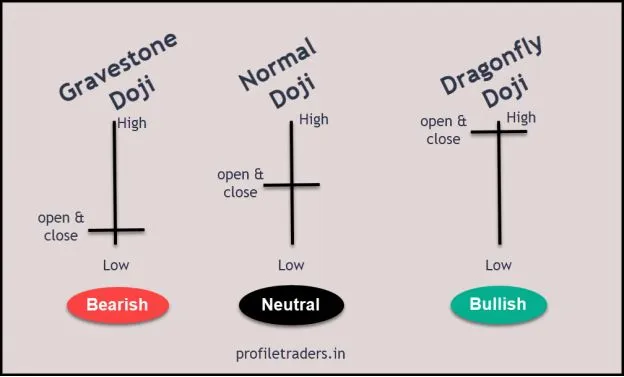 Gravestone
Doji
High
open &
close
Low
Bearish
Normal
Doji
High
open &
close
Low
Neutral
Dragonfly
Doji
High
open &
close
Low
Bullish
profiletraders.in